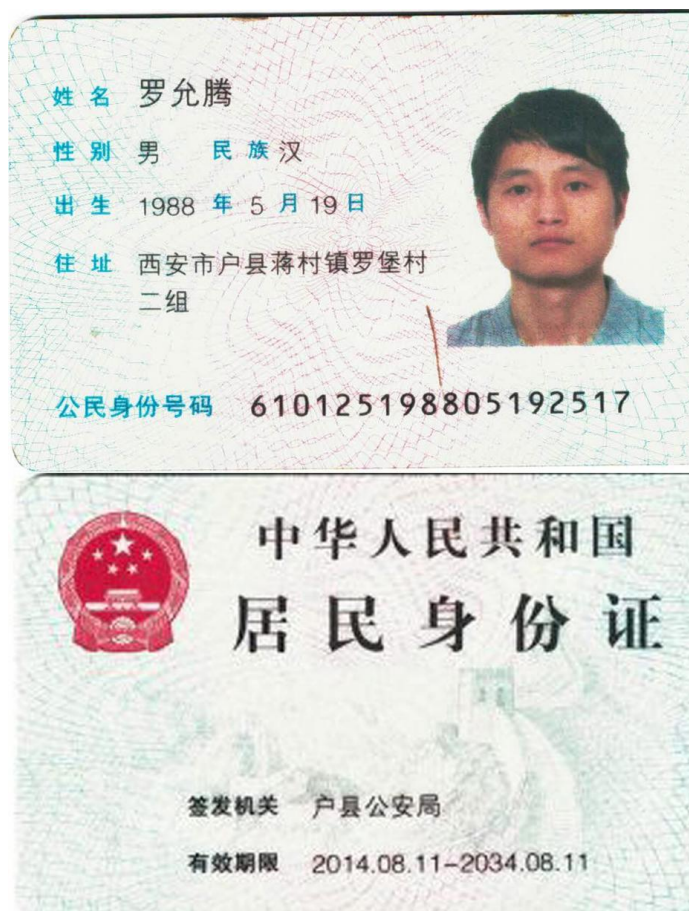 姓名 罗允腾
性别 男 民族 汉
出生 1988 年 5 月 19 日
住址 西安市户县蒋村镇罗堡村
二组
公民身份号码 610125198805192517
中华人民共和国
居民身份证
签发机关 户县公安局
有效期限 2014.08.11-2034.08.11